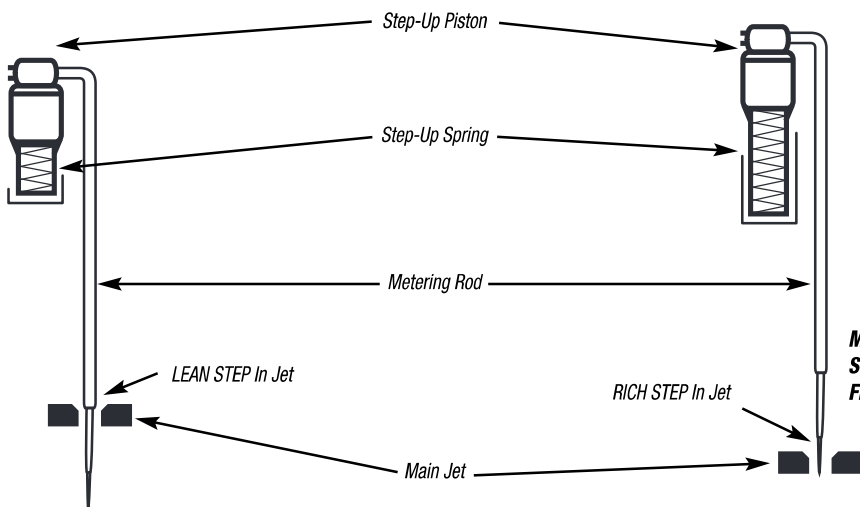 Step-Up Piston
Step-Up Spring
Metering Rod
LEAN STEP In Jet
RICH STEP In Jet
Main Jet